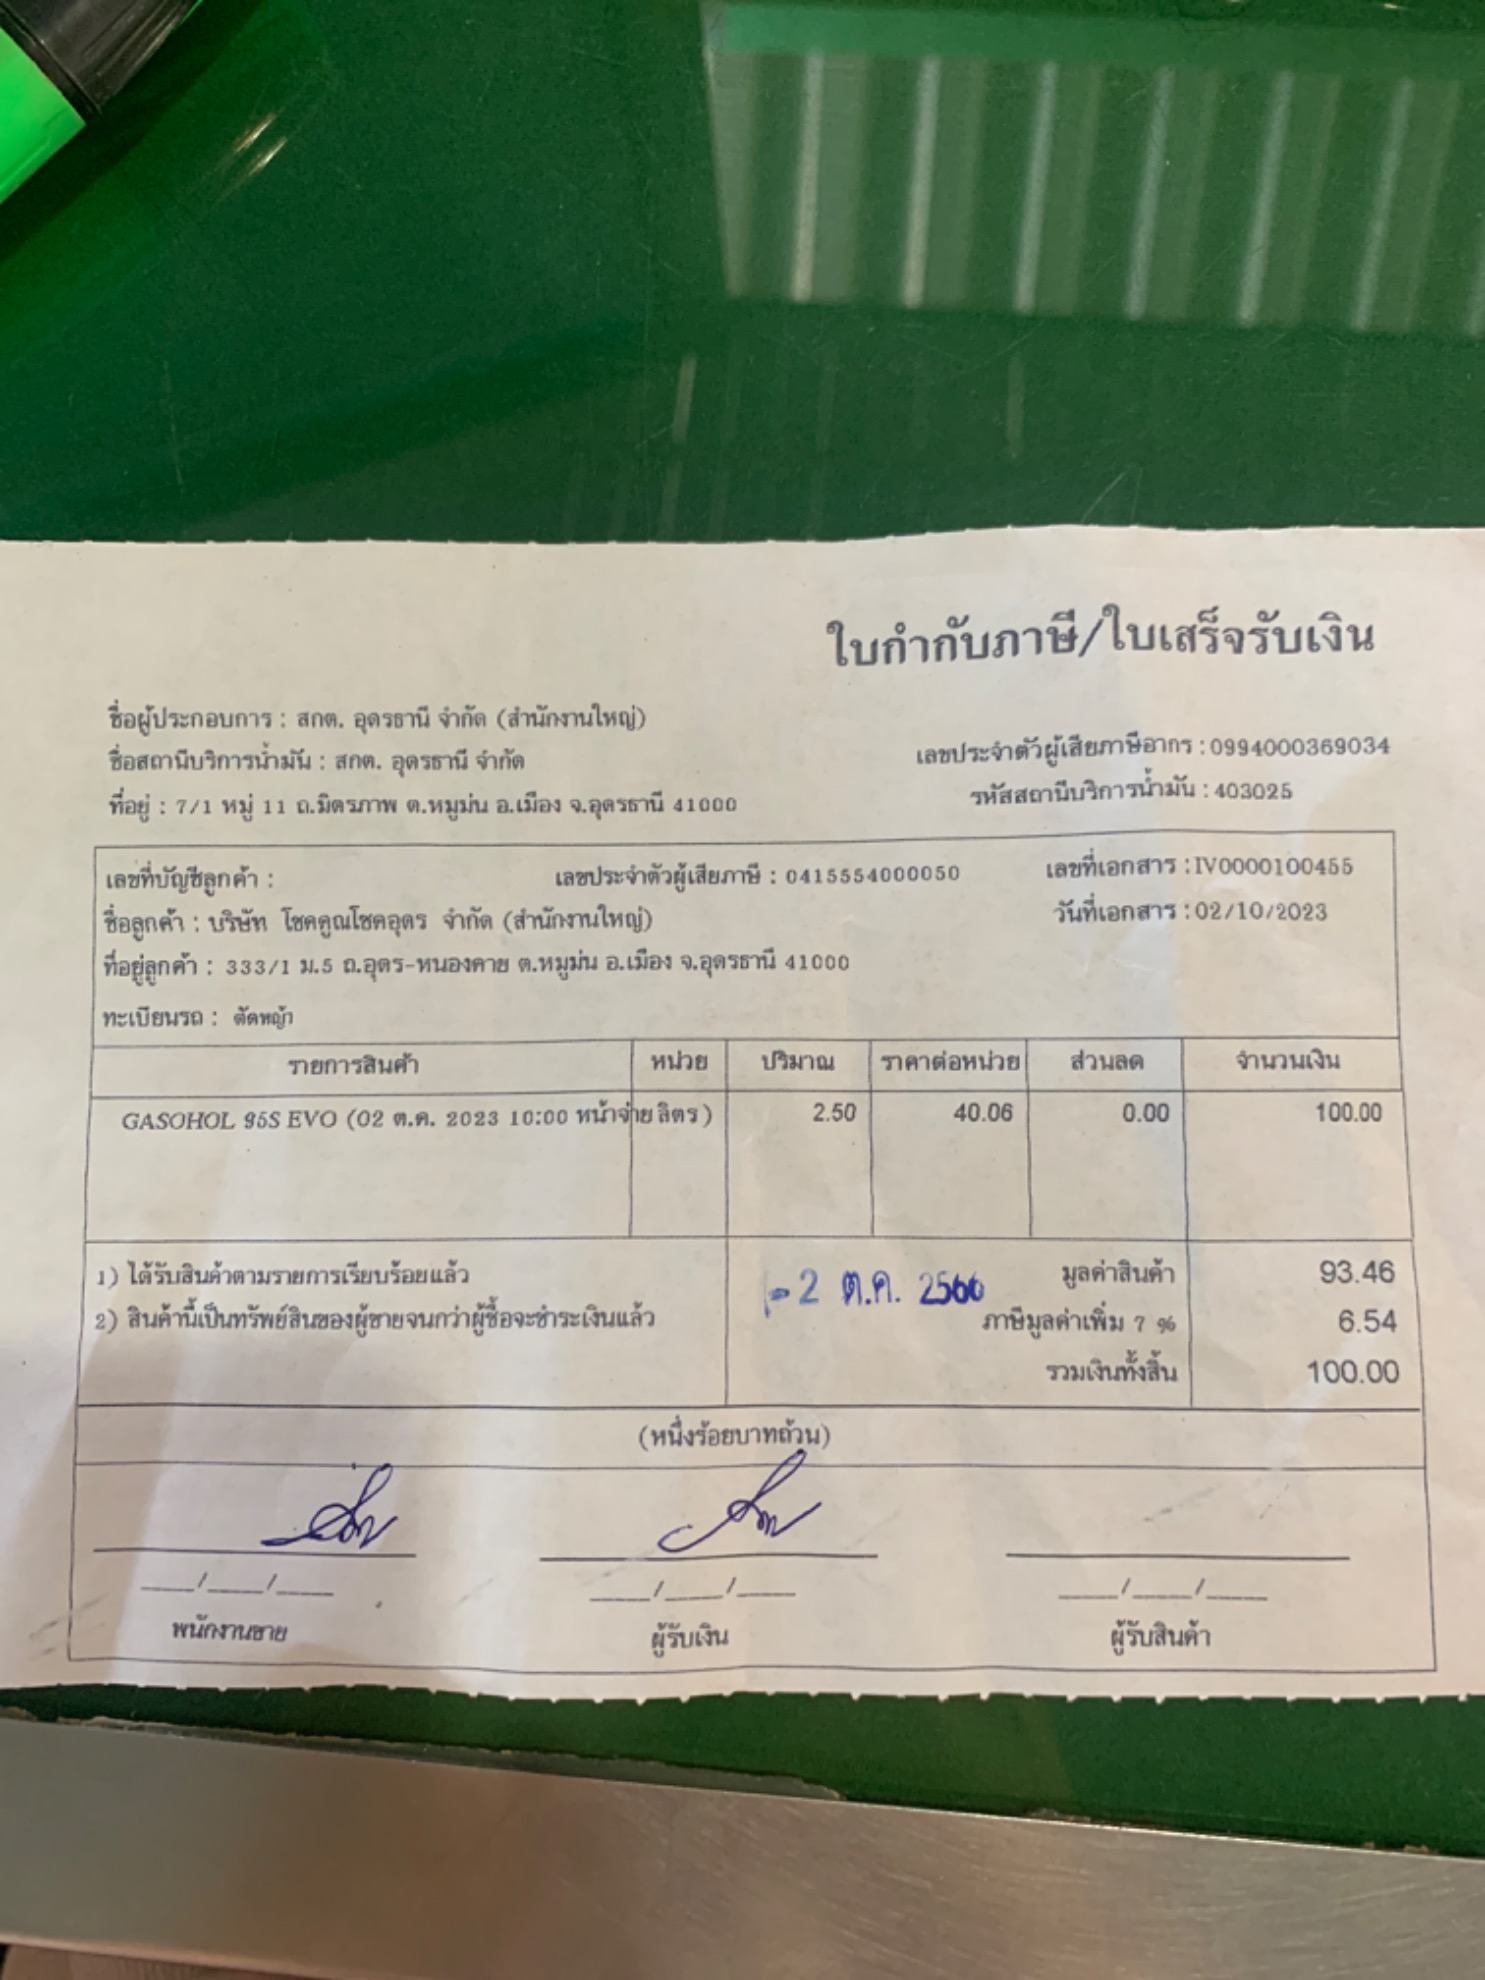 ใบกำกับภาษี/ใบเสร็จรับเงิน
ชื่อผู้ประกอบการ : สกต. อุดรธานี จำกัด (สำนักงานใหญ่)
ชื่อสถานีบริการน้ำมัน : สกต. อุดรธานี จำกัด
เลขประจำตัวผู้เสียภาษีอากร : 0994000369034
ที่อยู่ : 7/1 หมู่ 11 ถ.มิตรภาพ ต.หมูม่น อ.เมือง จ.อุดรธานี 41000
รหัสสถานีบริการน้ำมัน : 403025
เลขที่บัญชีลูกค้า : เลขประจำตัวผู้เสียภาษี : 0415554000050 เลขที่เอกสาร : IV0000100455
ชื่อลูกค้า : บริษัท โชคคูณโชคอุดร จำกัด (สำนักงานใหญ่) วันที่เอกสาร : 02/10/2023
ที่อยู่ลูกค้า : 333/1 ม.5 ถ.อุดร-หนองคาย ต.หมูม่น อ.เมือง จ.อุดรธานี 41000
ทะเบียนรถ : ตัดหญ้า
รายการสินค้า หน่วย ปริมาณ ราคาต่อหน่วย ส่วนลด จำนวนเงิน
GASOHOL 95S EVO (02 ต.ค. 2023 10:00 หน้าจ่าย ลิตร ) 2.50 40.06 0.00 100.00
1) ได้รับสินค้าตามรายการเรียบร้อยแล้ว
2) สินค้านี้เป็นทรัพย์สินของผู้ขายจนกว่าผู้ซื้อจะชำระเงินแล้ว
- 2 ต.ค. 2566
มูลค่าสินค้า 93.46
ภาษีมูลค่าเพิ่ม 7 % 6.54
รวมเงินทั้งสิ้น 100.00
(หนึ่งร้อยบาทถ้วน)
____/____/____ ____/____/____ ____/____/____
พนักงานขาย ผู้รับเงิน ผู้รับสินค้า